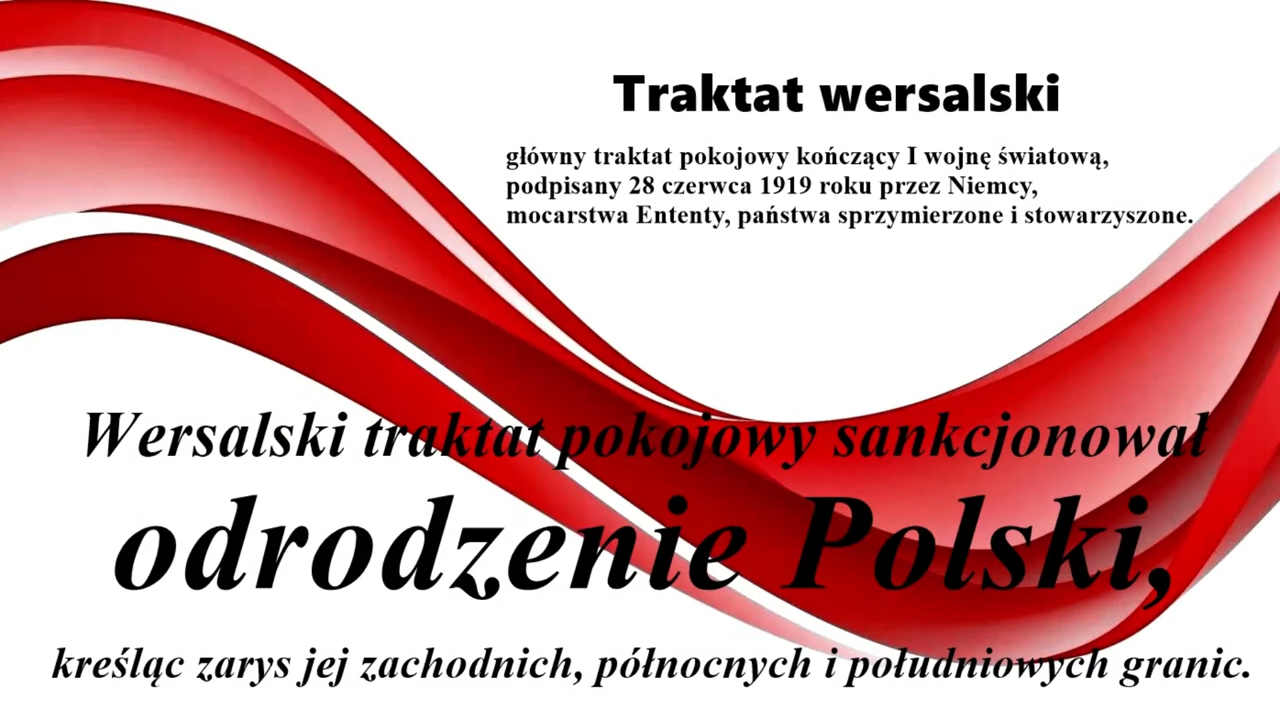 Traktat wersalski
główny traktat pokojowy kończący I wojnę światową,
podpisany 28 czerwca 1919 roku przez Niemcy,
mocarstwa Ententy, państwa sprzymierzone i stowarzyszone.
Wersalski traktat pokojowy sankcjonował
odrodzenie Polski,
kreśląc zarys jej zachodnich, północnych i południowych granic.